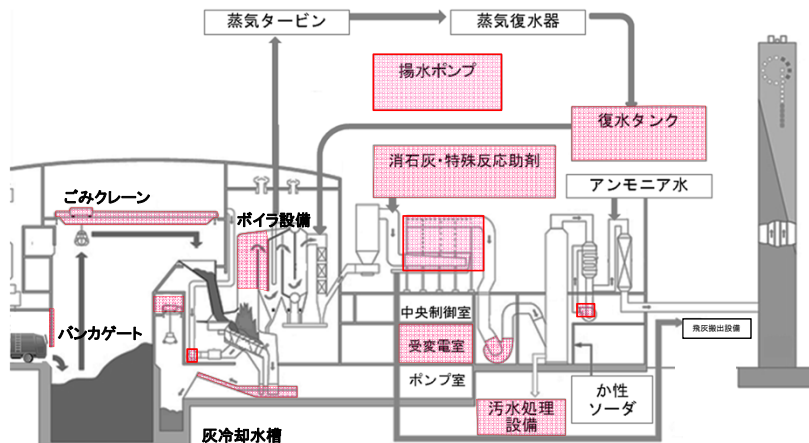 蒸気タービン
蒸気復水器
揚水ポンプ
復水タンク
消石灰・特殊反応助剤
アンモニア水
ごみクレーン
ボイラ設備
バンカゲート
中央制御室
受変電室
ポンプ室
飛灰搬出設備
か性
ソーダ
汚水処理
設備
灰冷却水槽